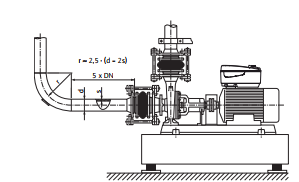 r = 2,5 · (d - 2s)
5 x DN
r
d
s